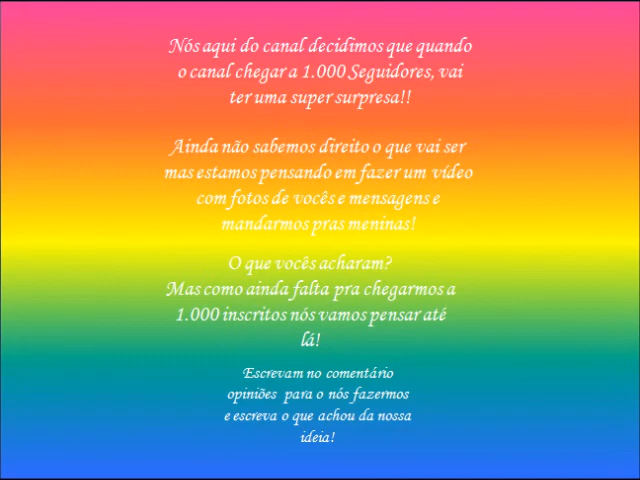 Nós aqui do canal decidimos que quando
o canal chegar a 1.000 Seguidores, vai
ter uma super surpresa!!
Ainda não sabemos direito o que vai ser
mas estamos pensando em fazer um vídeo
com fotos de vocês e mensagens e
mandarmos pras meninas!
O que vocês acharam?
Mas como ainda falta pra chegarmos a
1.000 inscritos nós vamos pensar até
lá!
Escrevam no comentário
opiniões para o nós fazermos
e escreva o que achou da nossa
ideia!